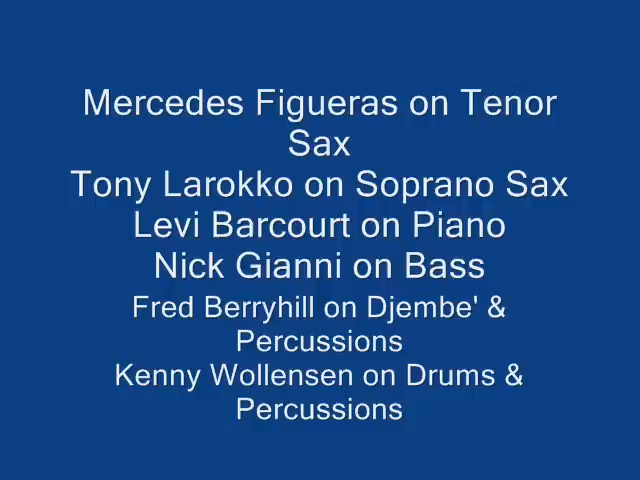 Mercedes Figueras on Tenor
Sax
Tony Larokko on Soprano Sax
Levi Barcourt on Piano
Nick Gianni on Bass
Fred Berryhill on Djembe' &
Percussions
Kenny Wollensen on Drums &
Percussions